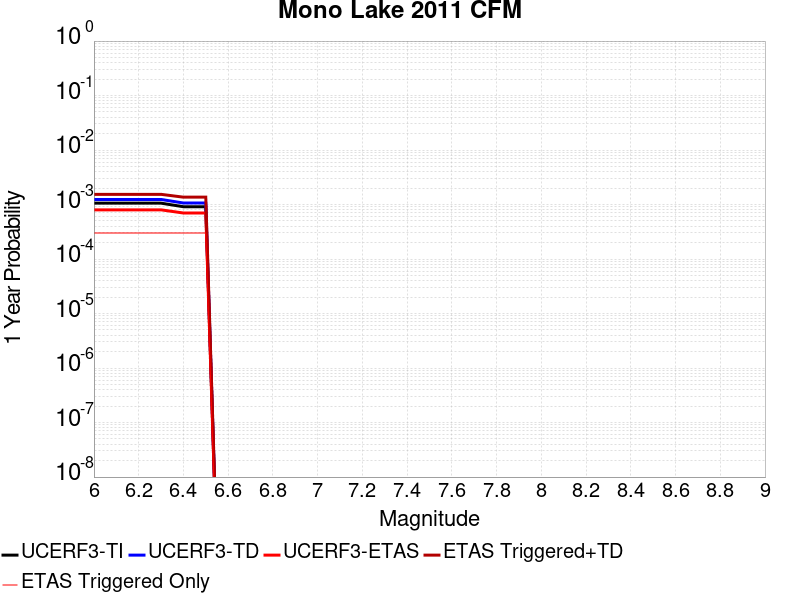 Mono Lake 2011 CFM
10^0
10^-1
10^-2
10^-3
10^-4
10^-5
10^-6
10^-7
10^-8
1 Year Probability
6 6.2 6.4 6.6 6.8 7 7.2 7.4 7.6 7.8 8 8.2 8.4 8.6 8.8 9
Magnitude
UCERF3-TI UCERF3-TD UCERF3-ETAS ETAS Triggered+TD
ETAS Triggered Only